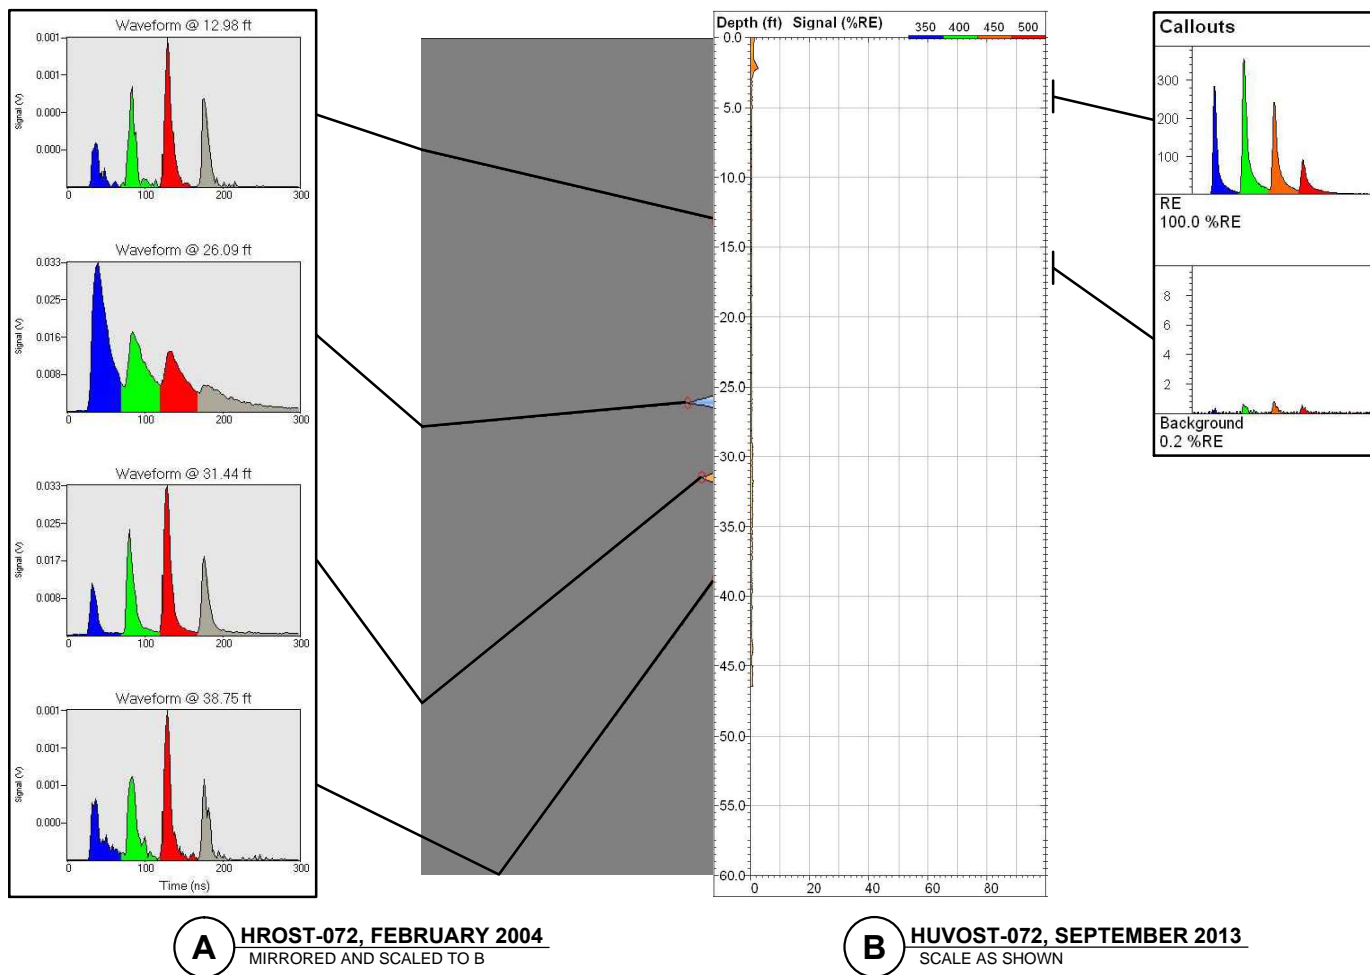 Waveform @ 12.98 ft
0.001
0.001
0.000
0.000
Signal (V)
0 100 200 300
Waveform @ 26.09 ft
0.033
0.025
0.016
0.008
Signal (V)
0 100 200 300
Waveform @ 31.44 ft
0.033
0.025
0.017
0.008
Signal (V)
0 100 200 300
Waveform @ 38.75 ft
0.001
0.001
0.001
0.000
Signal (V)
0 100 200 300
Time (ns)
A
HROST-072, FEBRUARY 2004
MIRRORED AND SCALED TO B
Depth (ft) Signal (%RE)
350 400 450 500
0.0
5.0
10.0
15.0
20.0
25.0
30.0
35.0
40.0
45.0
50.0
55.0
60.0
0 20 40 60 80
B
HUVOST-072, SEPTEMBER 2013
SCALE AS SHOWN
Callouts
300
200
100
RE
100.0 %RE
8
6
4
2
Background
0.2 %RE